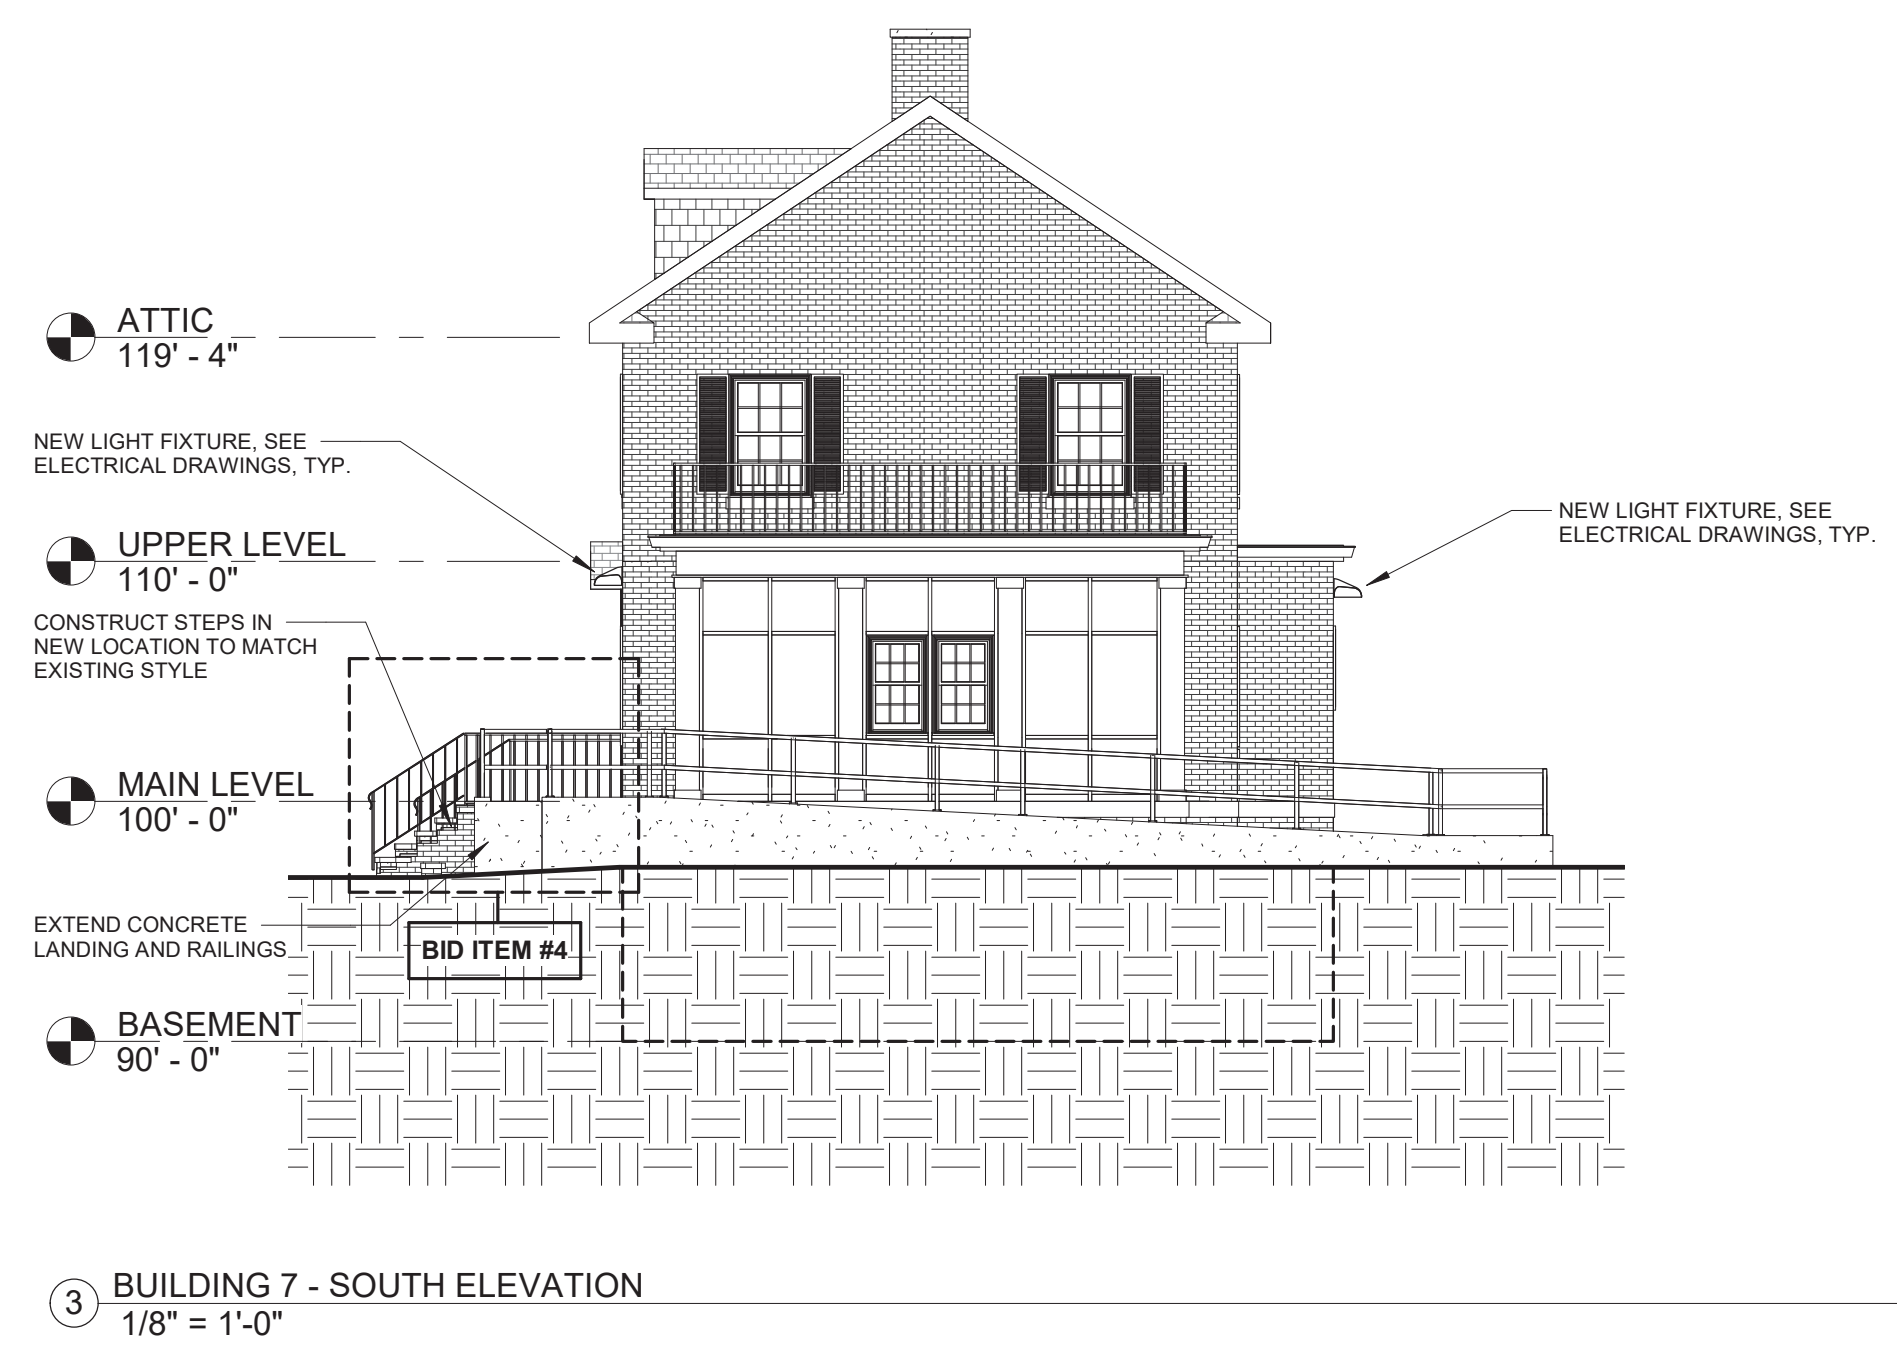 ATTIC
119' - 4"
NEW LIGHT FIXTURE, SEE
ELECTRICAL DRAWINGS, TYP.
NEW LIGHT FIXTURE, SEE
ELECTRICAL DRAWINGS, TYP.
UPPER LEVEL
110' - 0"
CONSTRUCT STEPS IN
NEW LOCATION TO MATCH
EXISTING STYLE
MAIN LEVEL
100' - 0"
EXTEND CONCRETE
LANDING AND RAILINGS
BID ITEM #4
BASEMENT
90' - 0"
3
BUILDING 7 - SOUTH ELEVATION
1/8" = 1'-0"